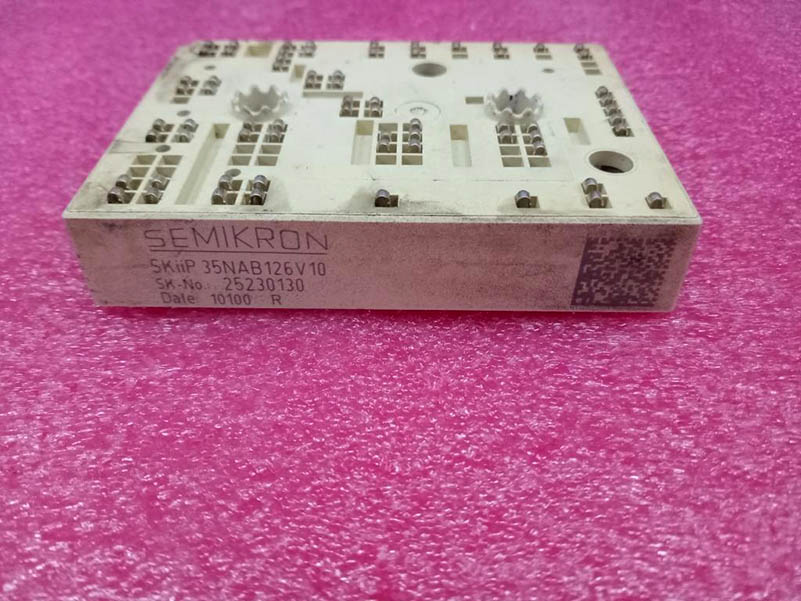 SEMIKRON
SKiiP 35NAB126V10
SK-No.: 25230130
Date: 10100 R